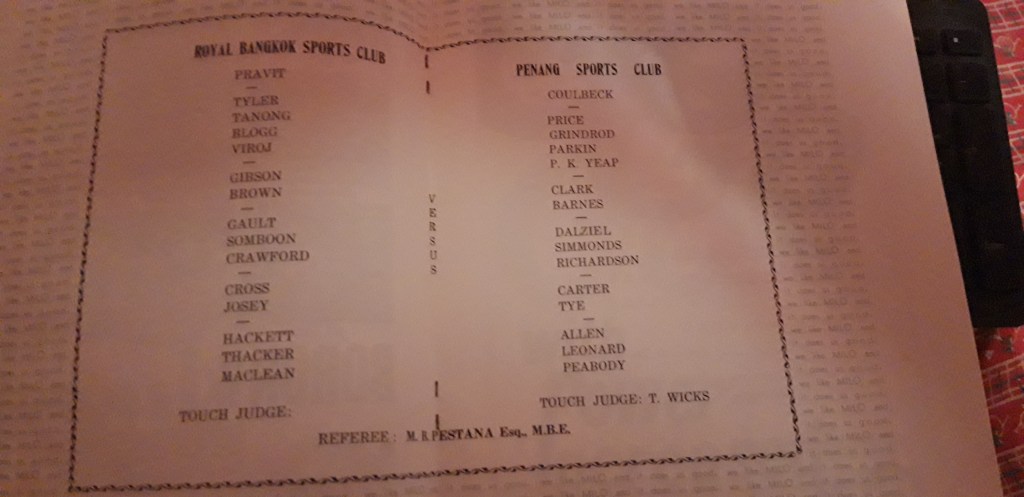 ROYAL BANGKOK SPORTS CLUB
PRAVIT
—
TYLER
TANONG
BLOGG
VIROJ
—
GIBSON
BROWN
—
GAULT
SOMBOON
CRAWFORD
—
CROSS
JOSEY
—
HACKETT
THACKER
MACLEAN
TOUCH JUDGE:
VERSUS
PENANG SPORTS CLUB
COULBECK
—
PRICE
GRINDROD
PARKIN
P. K. YEAP
—
CLARK
BARNES
—
DALZIEL
SIMMONDS
RICHARDSON
—
CARTER
TYE
—
ALLEN
LEONARD
PEABODY
TOUCH JUDGE: T. WICKS
REFEREE: M. R. PESTANA Esq., M.B.E.